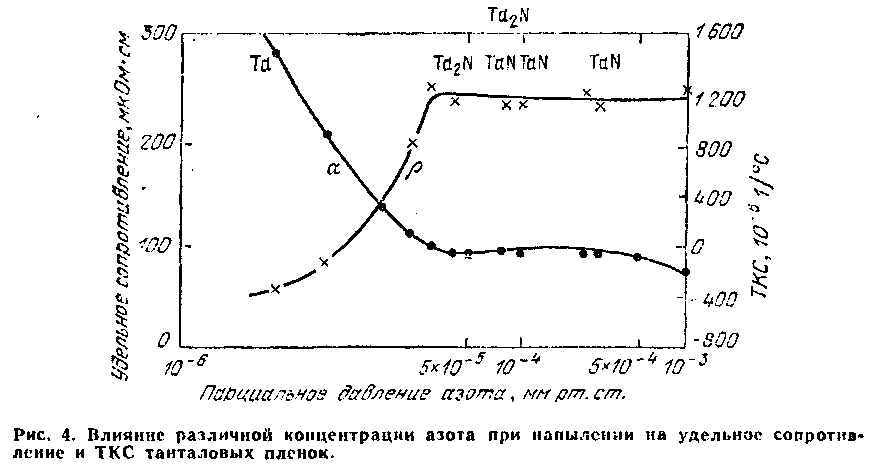 Ta₂N
300
1600
Ta
Ta₂N TaN TaN TaN
1200
200
α
ρ
800
400
100
0
-400
0
-800
10⁻⁶
5×10⁻⁵ 10⁻⁴
5×10⁻⁴ 10⁻³
Удельное сопротивление, мкОм·см
ТКС, 10⁻⁶ 1/°C
Парциальное давление азота, мм рт. ст.
Рис. 4. Влияние различной концентрации азота при напылении на удельное сопротив-
ление и ТКС танталовых пленок.